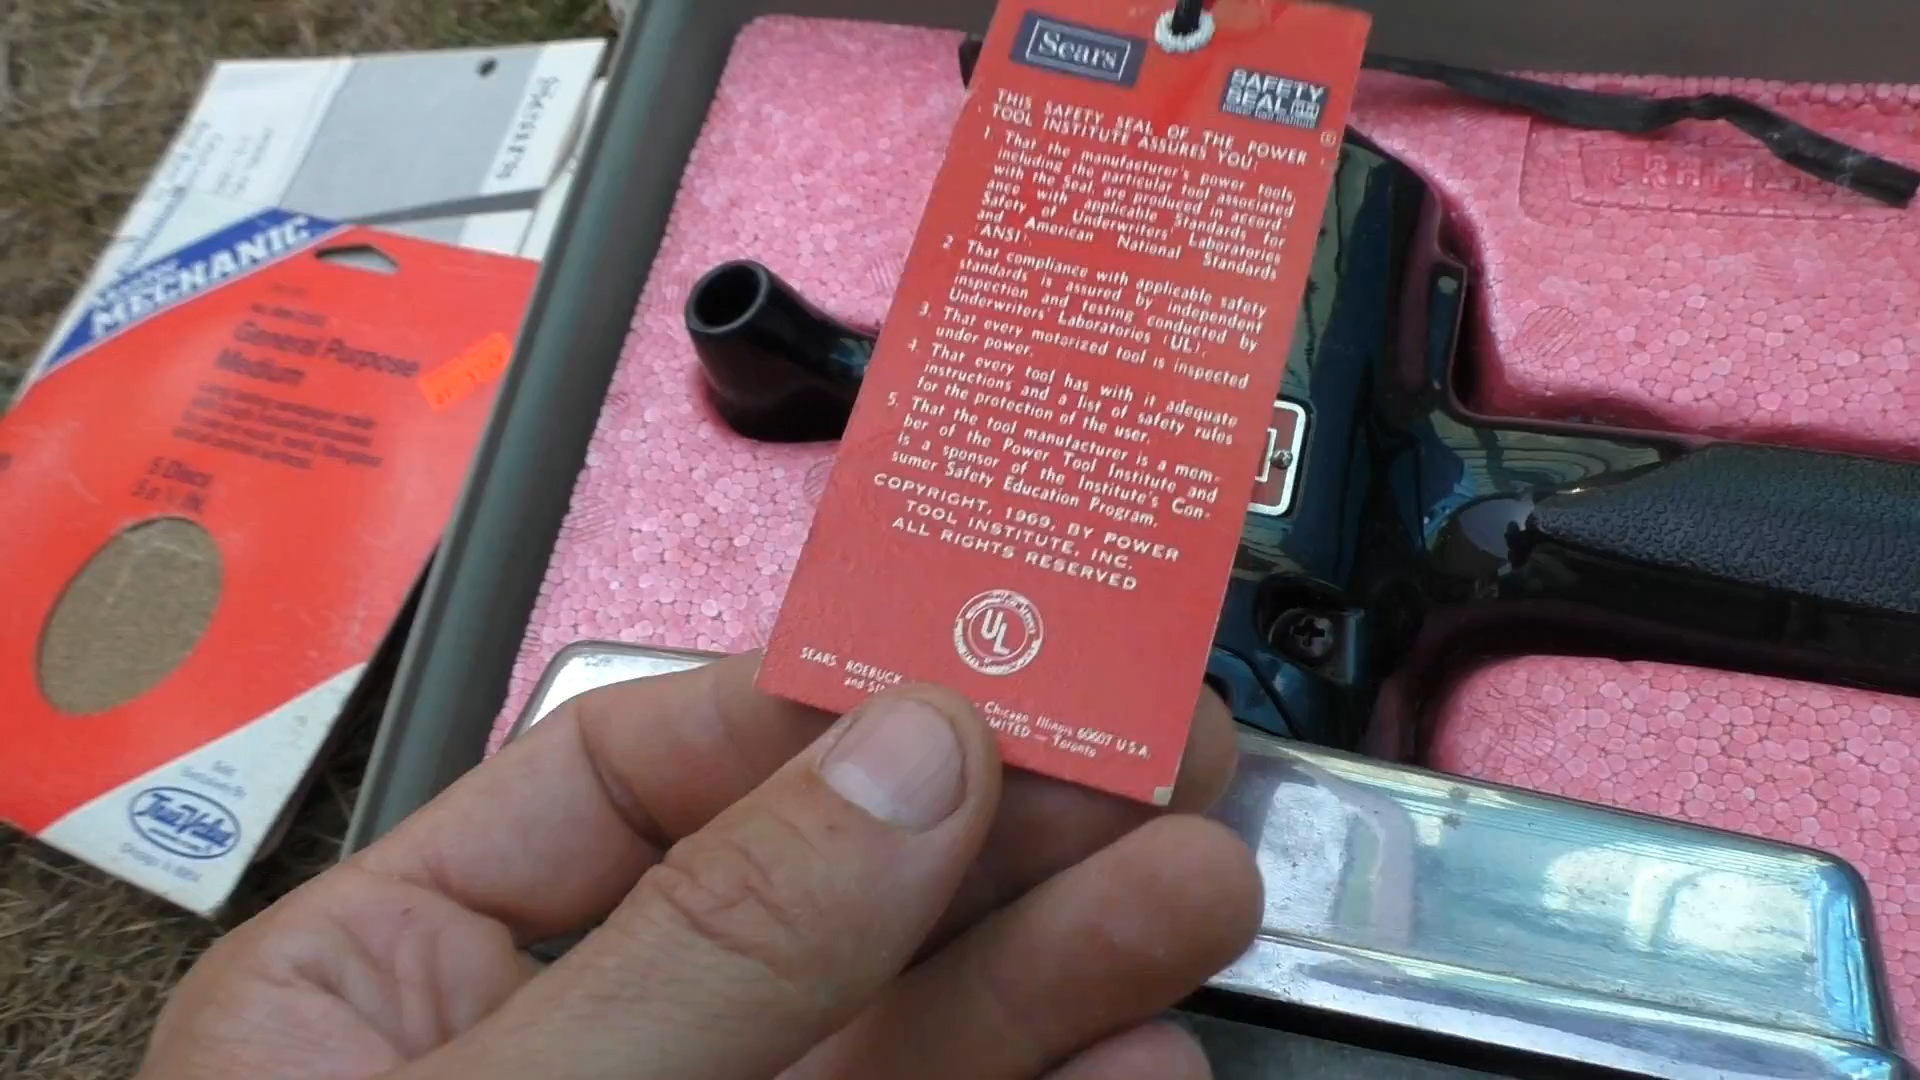 Sears
SAFETY
SEAL
power tool institute
THIS SAFETY SEAL OF THE POWER
TOOL INSTITUTE ASSURES YOU:
1. That the manufacturer's power tools
including the particular tool associated
with the Seal, are produced in accord-
ance with applicable Standards for
Safety of Underwriters' Laboratories
and American National Standards
(ANSI).
2. That compliance with applicable safety
standards is assured by independent
inspection and testing conducted by
Underwriters' Laboratories (UL).
3. That every motorized tool is inspected
under power.
4. That every tool has with it adequate
instructions and a list of safety rules
for the protection of the user.
5. That the tool manufacturer is a mem-
ber of the Power Tool Institute and
is a sponsor of the Institute's Con-
sumer Safety Education Program.
COPYRIGHT, 1969, BY POWER
TOOL INSTITUTE, INC.
ALL RIGHTS RESERVED
UL
SEARS ROEBUCK
and
Chicago Illinois 60607 U.S.A.
LIMITED — Toronto
MECHANIC
General Purpose
Medium
5 Discs
True Value